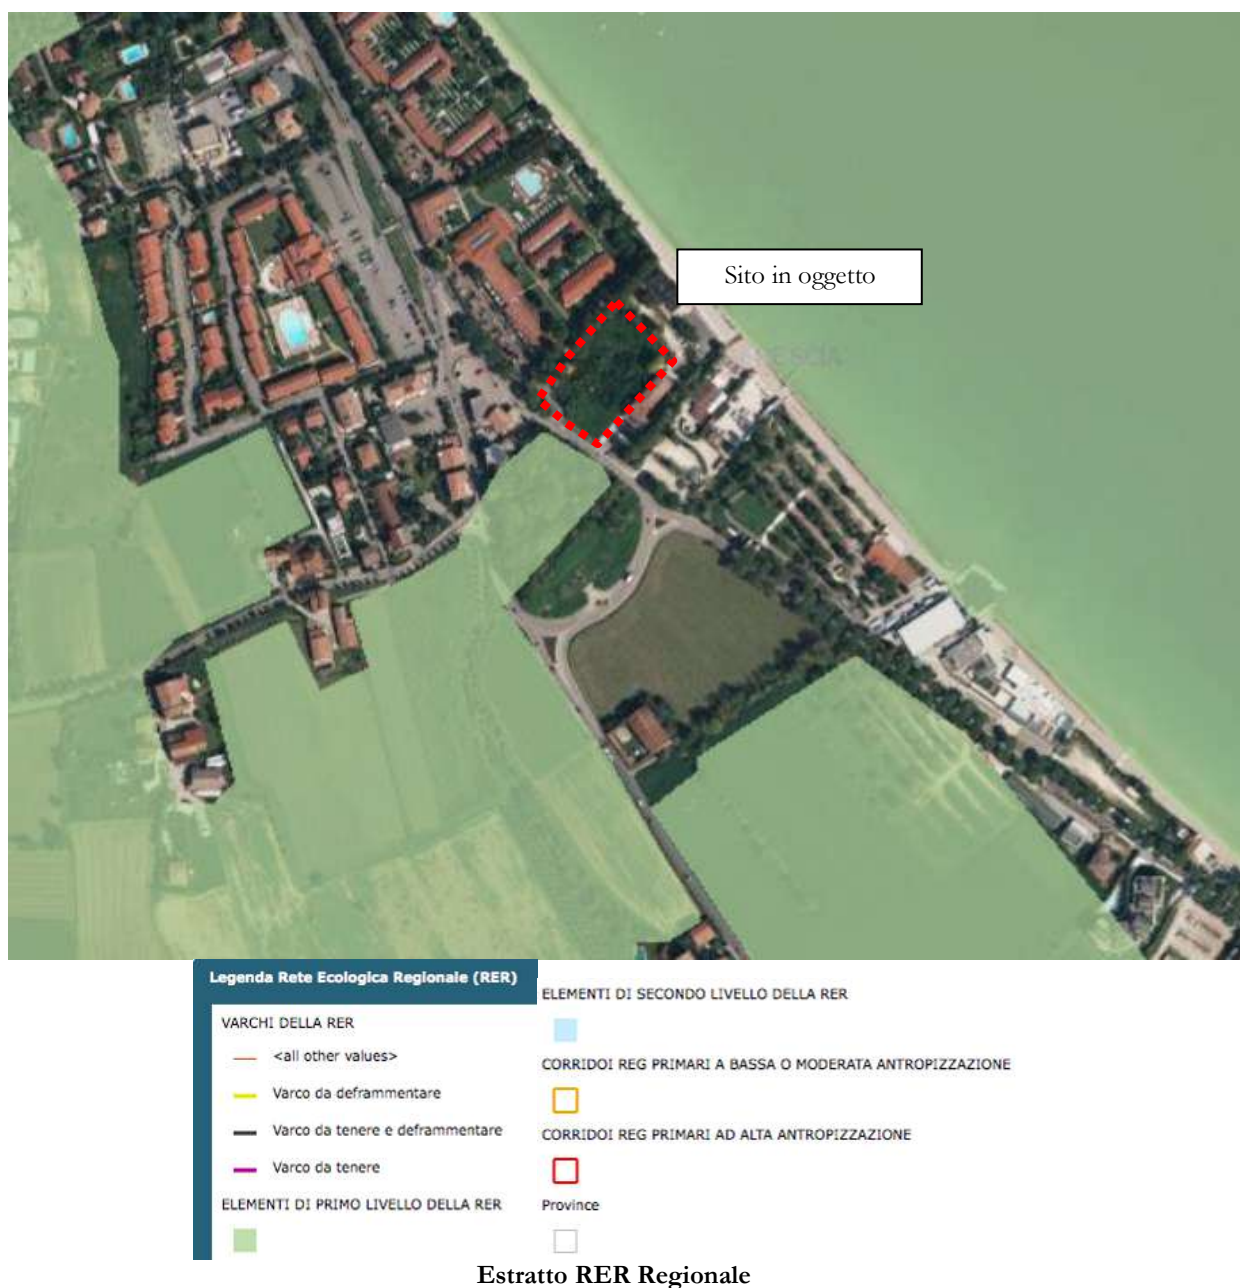 Sito in oggetto
BRESCIA
Legenda Rete Ecologica Regionale (RER)
VARCHI DELLA RER
<all other values>
Varco da deframmentare
Varco da tenere e deframmentare
Varco da tenere
ELEMENTI DI PRIMO LIVELLO DELLA RER
ELEMENTI DI SECONDO LIVELLO DELLA RER
CORRIDOI REG PRIMARI A BASSA O MODERATA ANTROPIZZAZIONE
CORRIDOI REG PRIMARI AD ALTA ANTROPIZZAZIONE
Province
Estratto RER Regionale